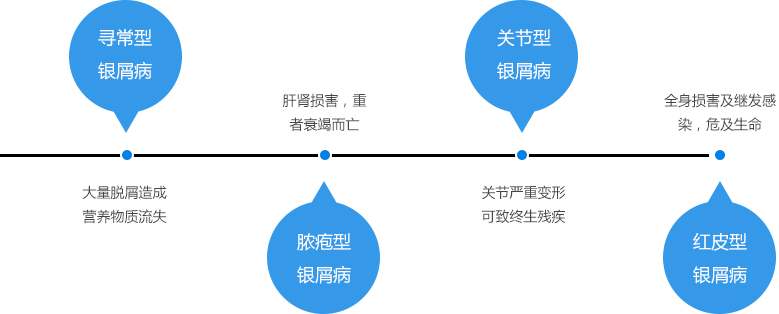 寻常型
银屑病
大量脱屑造成
营养物质流失
肝肾损害，重
者衰竭而亡
脓疱型
银屑病
关节型
银屑病
关节严重变形
可致终生残疾
全身损害及继发感
染，危及生命
红皮型
银屑病